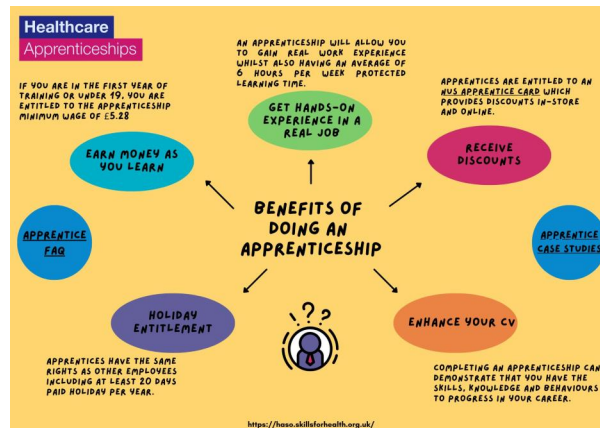 Healthcare
Apprenticeships
AN APPRENTICESHIP WILL ALLOW YOU
TO GAIN REAL WORK EXPERIENCE
WHILST ALSO HAVING AN AVERAGE OF
6 HOURS PER WEEK PROTECTED
LEARNING TIME.
IF YOU ARE IN THE FIRST YEAR OF
TRAINING OR UNDER 19, YOU ARE
ENTITLED TO THE APPRENTICESHIP
MINIMUM WAGE OF £5.28
APPRENTICES ARE ENTITLED TO AN
NUS APPRENTICE CARD WHICH
PROVIDES DISCOUNTS IN-STORE
AND ONLINE.
GET HANDS-ON
EXPERIENCE IN A
REAL JOB
EARN MONEY AS
YOU LEARN
RECEIVE
DISCOUNTS
BENEFITS OF
DOING AN
APPRENTICESHIP
APPRENTICE
FAQ
APPRENTICE
CASE STUDIES
HOLIDAY
ENTITLEMENT
???
ENHANCE YOUR CV
APPRENTICES HAVE THE SAME
RIGHTS AS OTHER EMPLOYEES
INCLUDING AT LEAST 20 DAYS
PAID HOLIDAY PER YEAR.
COMPLETING AN APPRENTICESHIP CAN
DEMONSTRATE THAT YOU HAVE THE
SKILLS, KNOWLEDGE AND BEHAVIOURS
TO PROGRESS IN YOUR CAREER.
https://haso.skillsforhealth.org.uk/